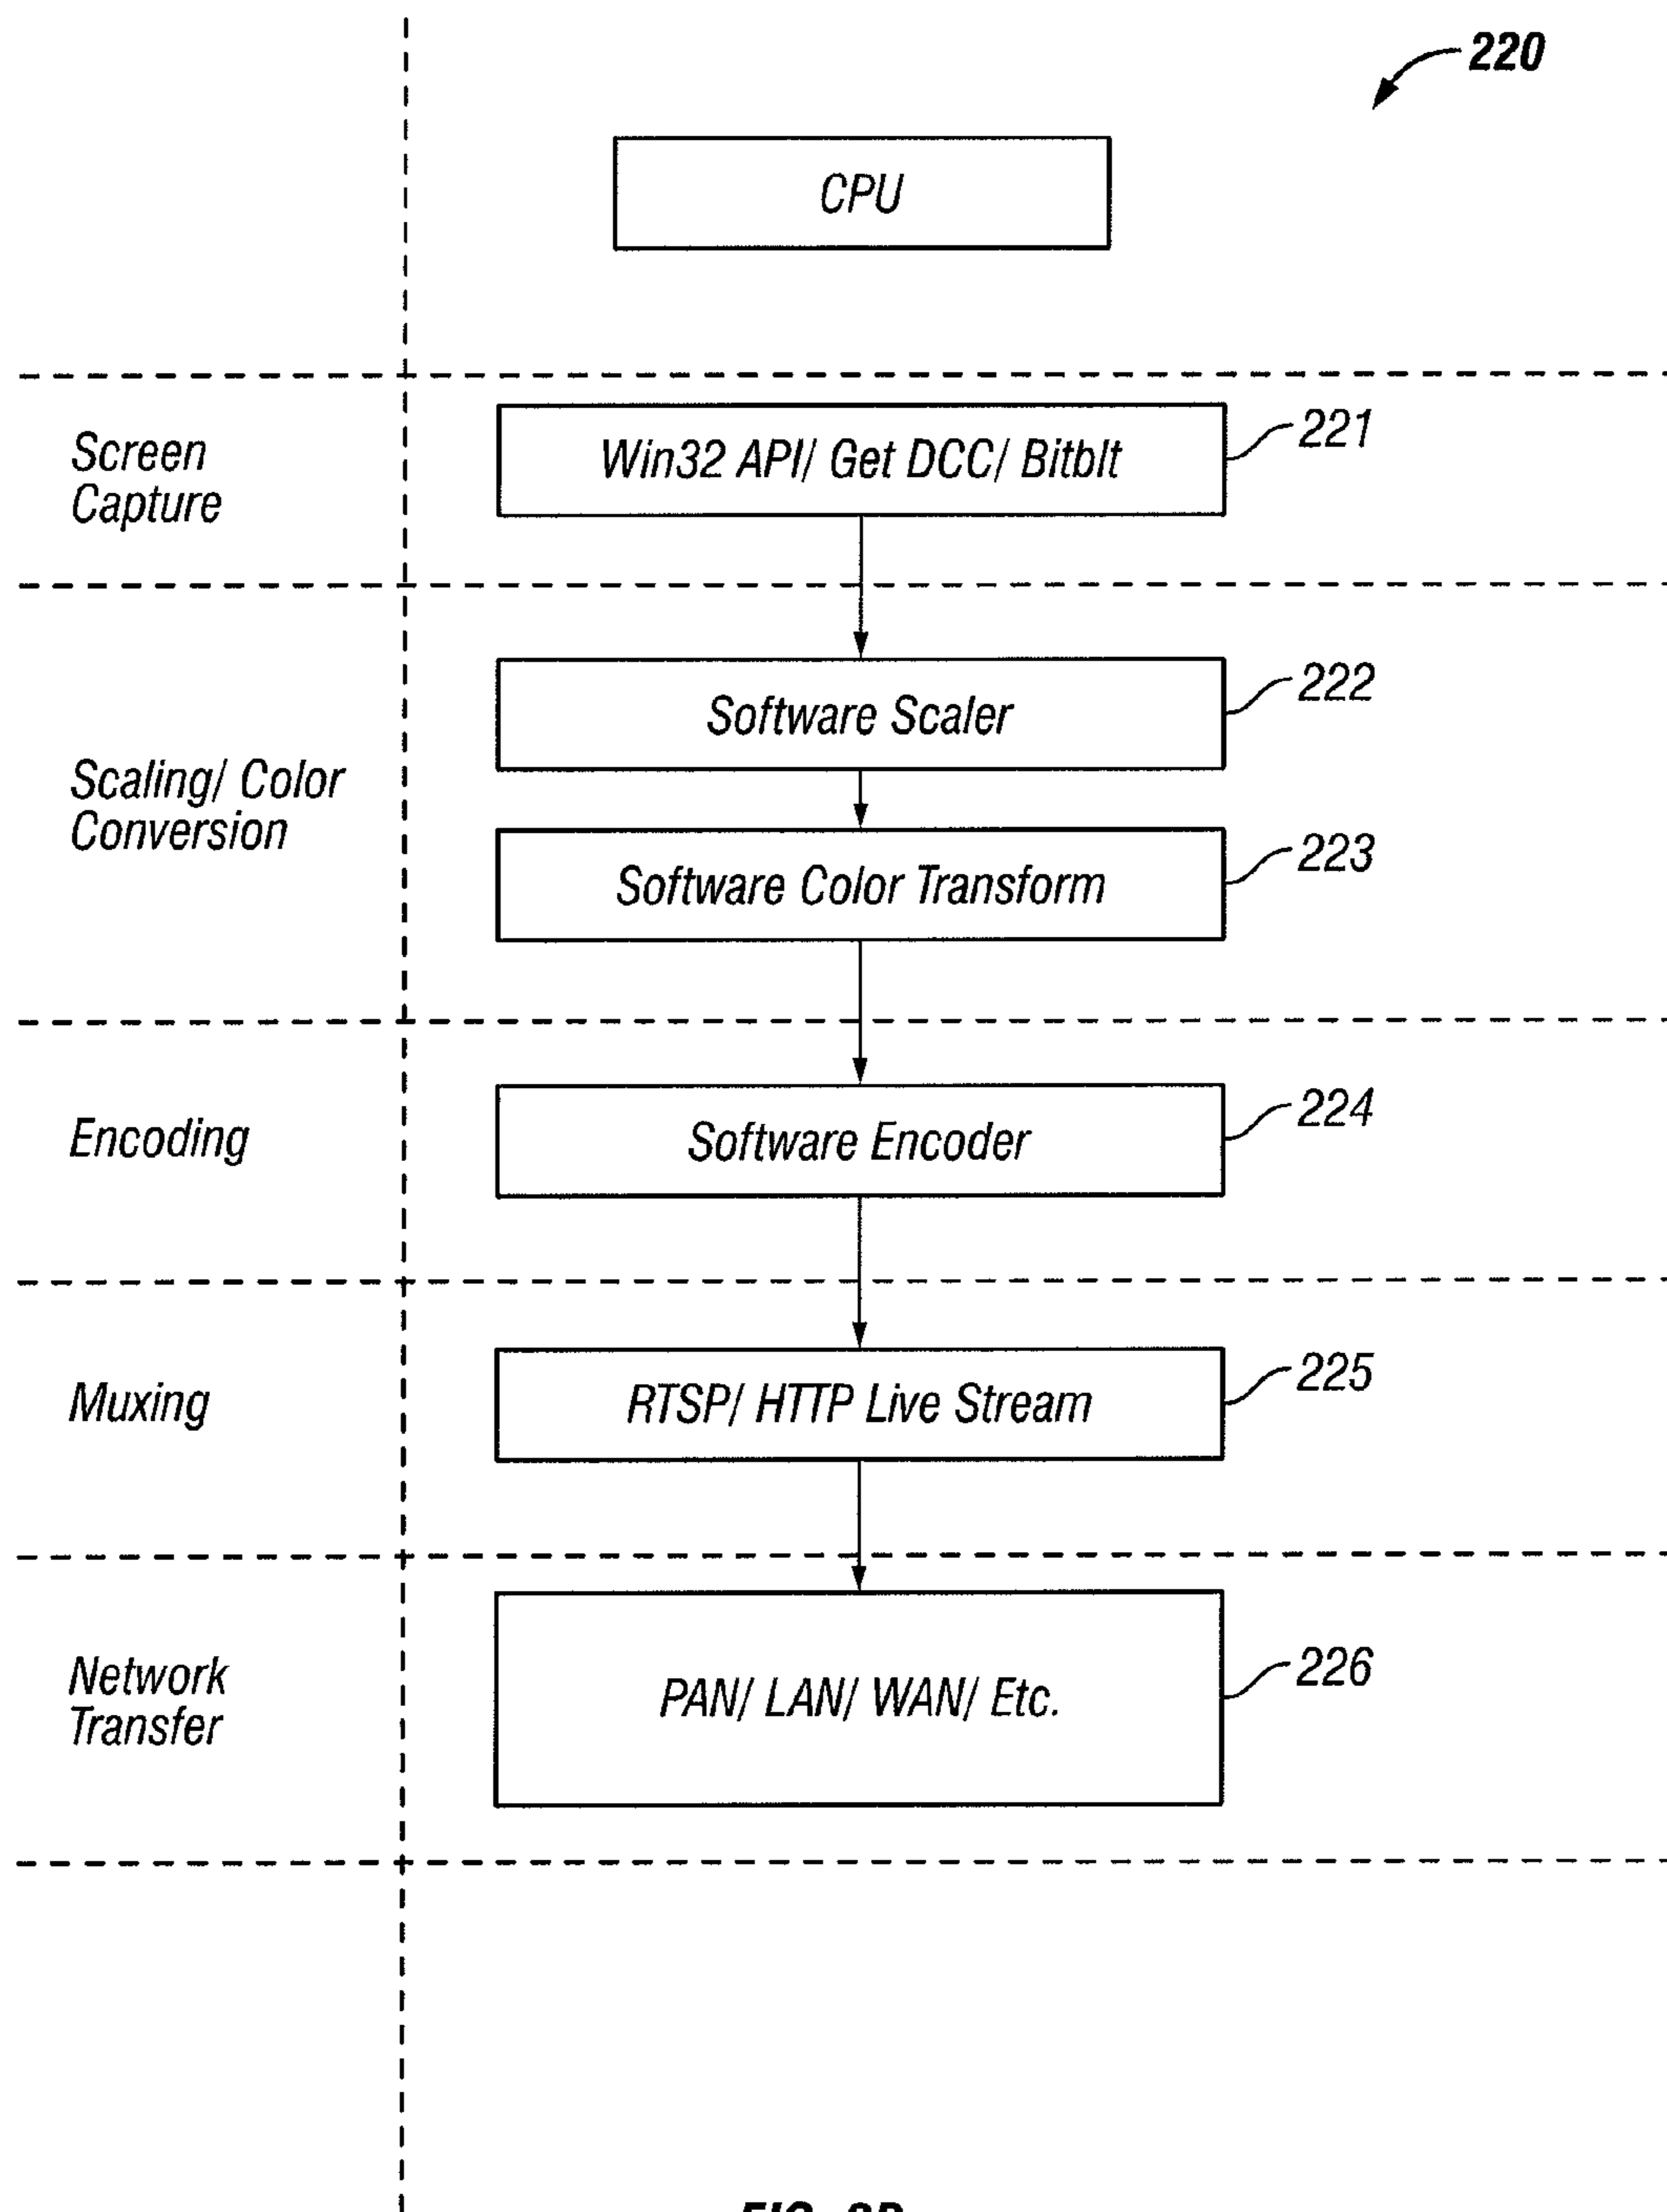 220
CPU
Screen
Capture
Win32 API/ Get DCC/ Bitblt
221
Scaling/ Color
Conversion
Software Scaler
222
Software Color Transform
223
Encoding
Software Encoder
224
Muxing
RTSP/ HTTP Live Stream
225
Network
Transfer
PAN/ LAN/ WAN/ Etc.
226